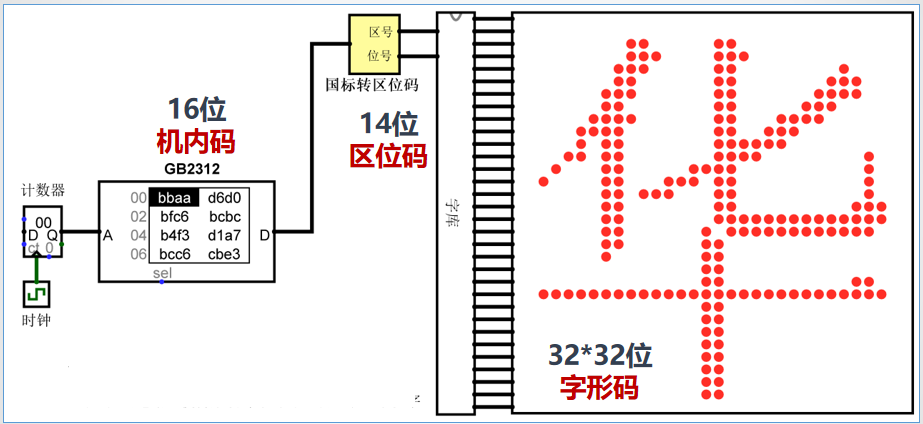 区号
位号
国标转区位码
16位
机内码
14位
区位码
GB2312
计数器
00
D Q
ct 0
时钟
A
D
00 bbaa d6d0
02 bfc6 bcbc
04 b4f3 d1a7
06 bcc6 cbe3
sel
字库
华
32*32位
字形码